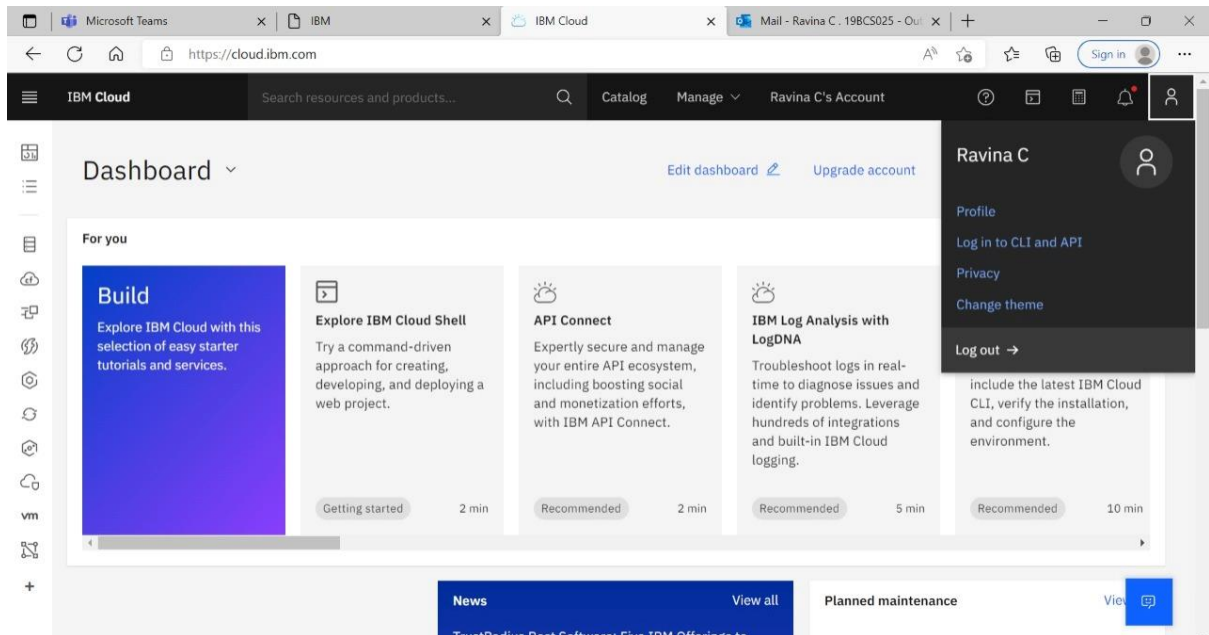 Microsoft Teams
IBM
IBM Cloud
Mail - Ravina C . 19BCS025 - Out
https://cloud.ibm.com
Sign in
IBM Cloud
Search resources and products...
Catalog
Manage
Ravina C's Account
Ravina C
Profile
Log in to CLI and API
Privacy
Change theme
Log out →
Dashboard
Edit dashboard
Upgrade account
For you
Build
Explore IBM Cloud with this
selection of easy starter
tutorials and services.
Explore IBM Cloud Shell
Try a command-driven
approach for creating,
developing, and deploying a
web project.
Getting started
2 min
API Connect
Expertly secure and manage
your entire API ecosystem,
including boosting social
and monetization efforts,
with IBM API Connect.
Recommended
2 min
IBM Log Analysis with
LogDNA
Troubleshoot logs in real-
time to diagnose issues and
identify problems. Leverage
hundreds of integrations
and built-in IBM Cloud
logging.
Recommended
5 min
include the latest IBM Cloud
CLI, verify the installation,
and configure the
environment.
Recommended
10 min
vm
News
View all
Planned maintenance